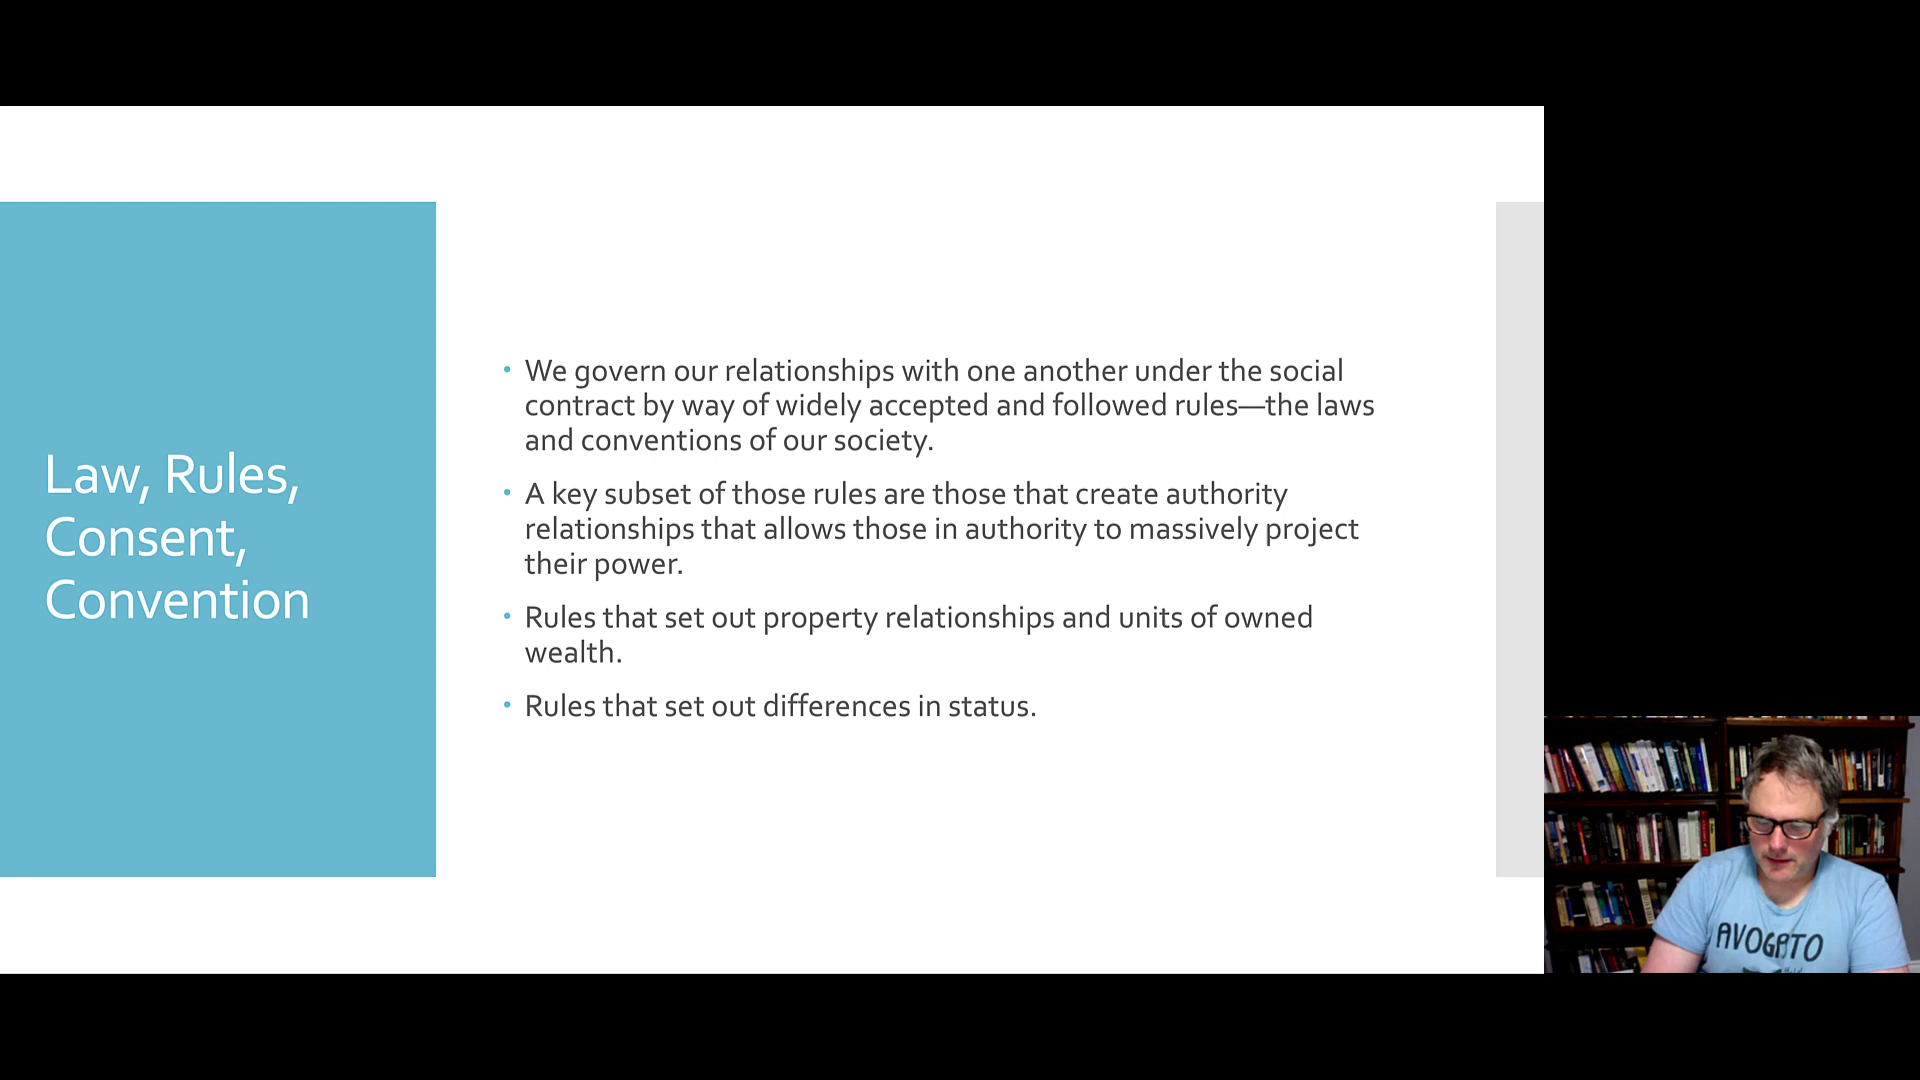 Law, Rules,
Consent,
Convention
• We govern our relationships with one another under the social
contract by way of widely accepted and followed rules—the laws
and conventions of our society.
• A key subset of those rules are those that create authority
relationships that allows those in authority to massively project
their power.
• Rules that set out property relationships and units of owned
wealth.
• Rules that set out differences in status.
AVOGATO